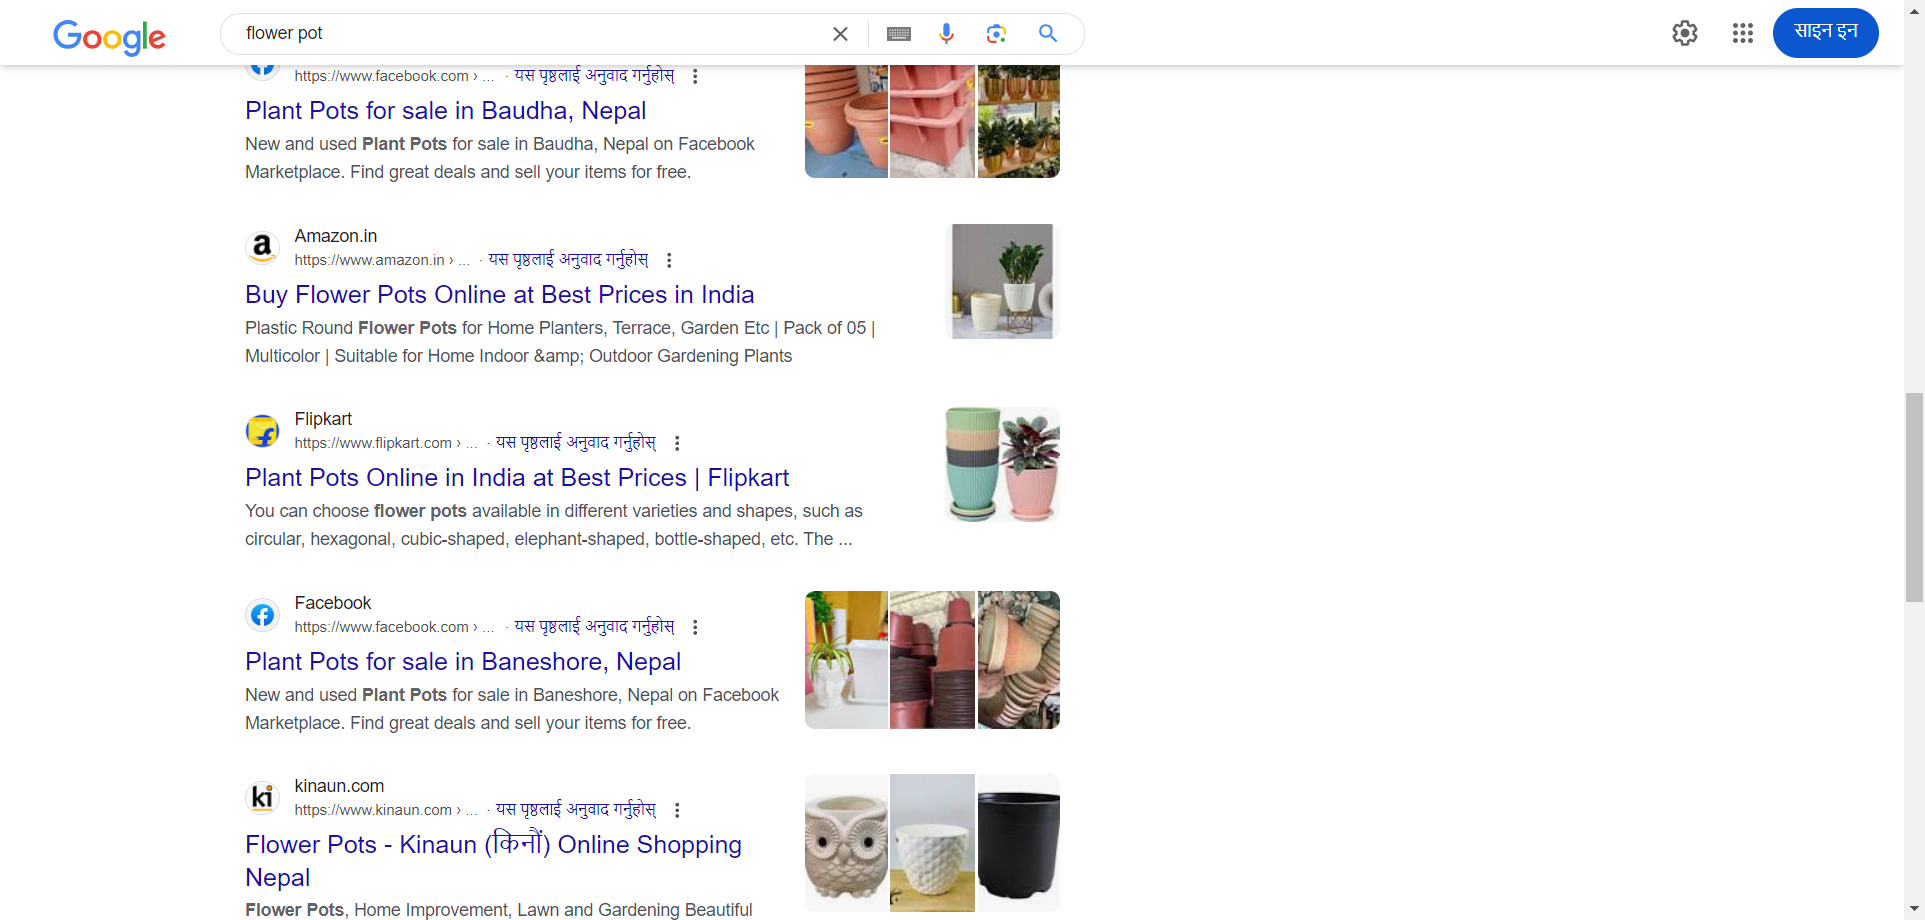 Google
flower pot
साइन इन
https://www.facebook.com › ... · यस पृष्ठलाई अनुवाद गर्नुहोस्
Plant Pots for sale in Baudha, Nepal
New and used Plant Pots for sale in Baudha, Nepal on Facebook
Marketplace. Find great deals and sell your items for free.
Amazon.in
https://www.amazon.in › ... · यस पृष्ठलाई अनुवाद गर्नुहोस्
Buy Flower Pots Online at Best Prices in India
Plastic Round Flower Pots for Home Planters, Terrace, Garden Etc | Pack of 05 |
Multicolor | Suitable for Home Indoor &amp; Outdoor Gardening Plants
Flipkart
https://www.flipkart.com › ... · यस पृष्ठलाई अनुवाद गर्नुहोस्
Plant Pots Online in India at Best Prices | Flipkart
You can choose flower pots available in different varieties and shapes, such as
circular, hexagonal, cubic-shaped, elephant-shaped, bottle-shaped, etc. The ...
Facebook
https://www.facebook.com › ... · यस पृष्ठलाई अनुवाद गर्नुहोस्
Plant Pots for sale in Baneshore, Nepal
New and used Plant Pots for sale in Baneshore, Nepal on Facebook
Marketplace. Find great deals and sell your items for free.
kinaun.com
https://www.kinaun.com › ... · यस पृष्ठलाई अनुवाद गर्नुहोस्
Flower Pots - Kinaun (किनौं) Online Shopping
Nepal
Flower Pots, Home Improvement, Lawn and Gardening Beautiful